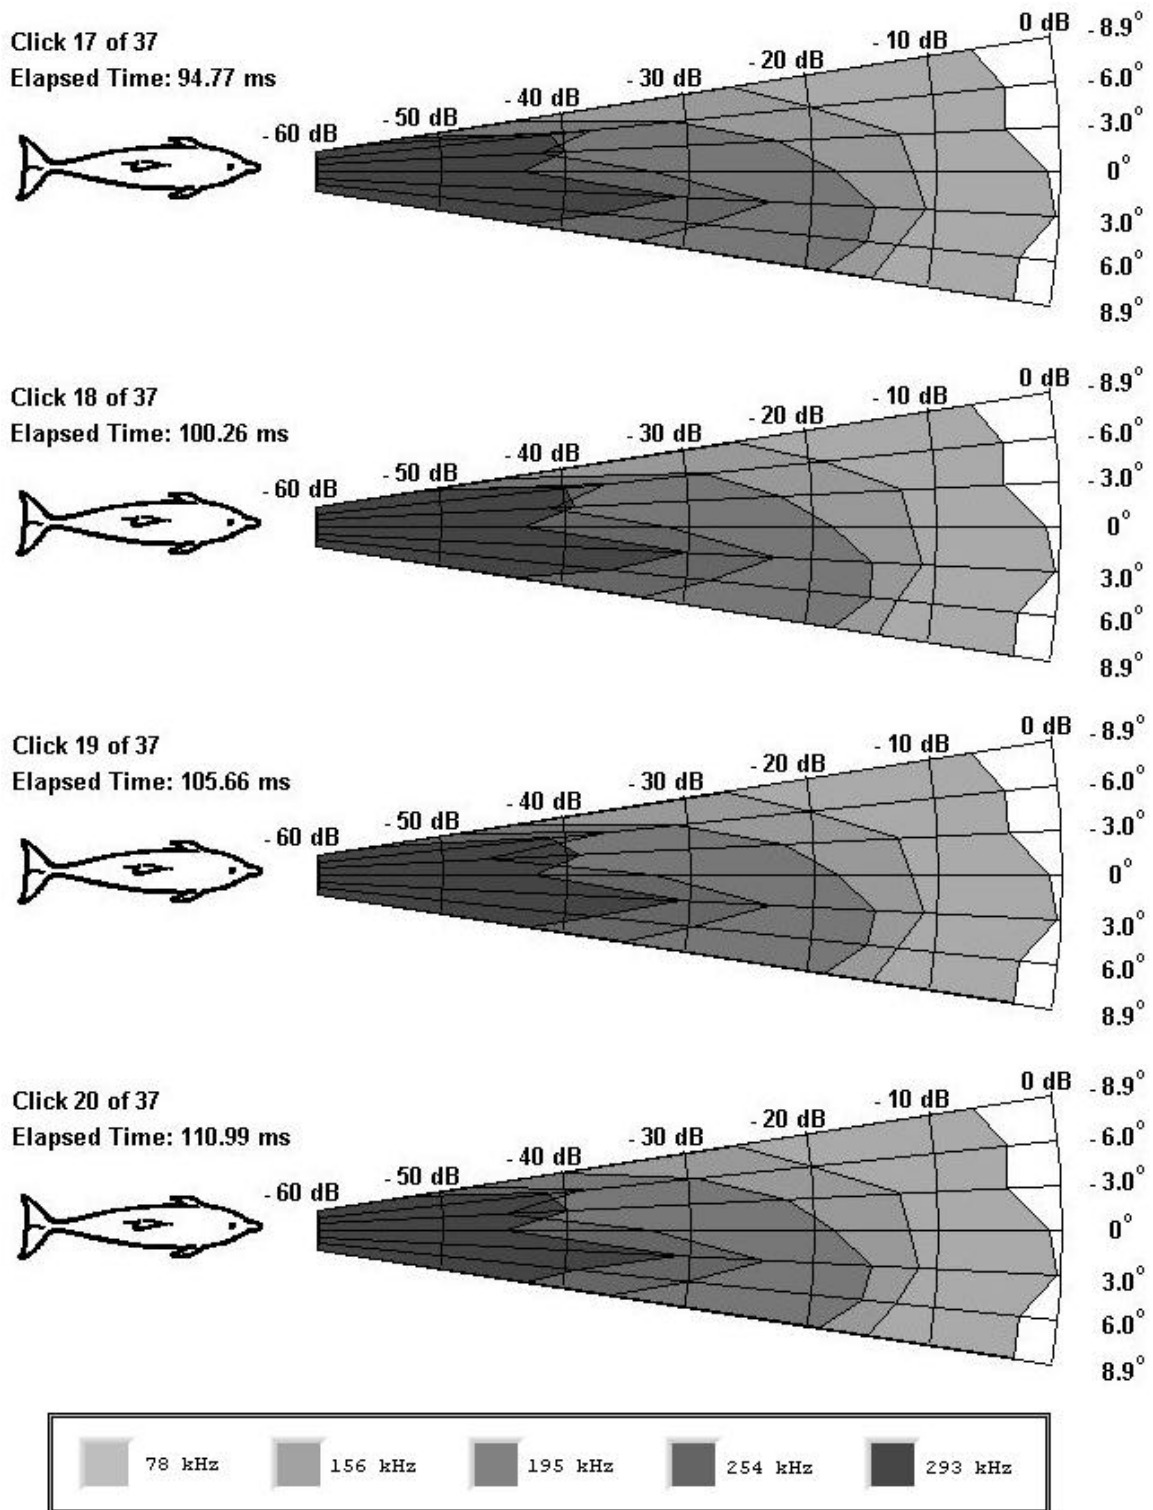 Click 17 of 37
Elapsed Time: 94.77 ms
- 60 dB
- 50 dB
- 40 dB
- 30 dB
- 20 dB
- 10 dB
0 dB
- 8.9°
- 6.0°
- 3.0°
0°
3.0°
6.0°
8.9°
Click 18 of 37
Elapsed Time: 100.26 ms
- 60 dB
- 50 dB
- 40 dB
- 30 dB
- 20 dB
- 10 dB
0 dB
- 8.9°
- 6.0°
- 3.0°
0°
3.0°
6.0°
8.9°
Click 19 of 37
Elapsed Time: 105.66 ms
- 60 dB
- 50 dB
- 40 dB
- 30 dB
- 20 dB
- 10 dB
0 dB
- 8.9°
- 6.0°
- 3.0°
0°
3.0°
6.0°
8.9°
Click 20 of 37
Elapsed Time: 110.99 ms
- 60 dB
- 50 dB
- 40 dB
- 30 dB
- 20 dB
- 10 dB
0 dB
- 8.9°
- 6.0°
- 3.0°
0°
3.0°
6.0°
8.9°
78 kHz 156 kHz 195 kHz 254 kHz 293 kHz